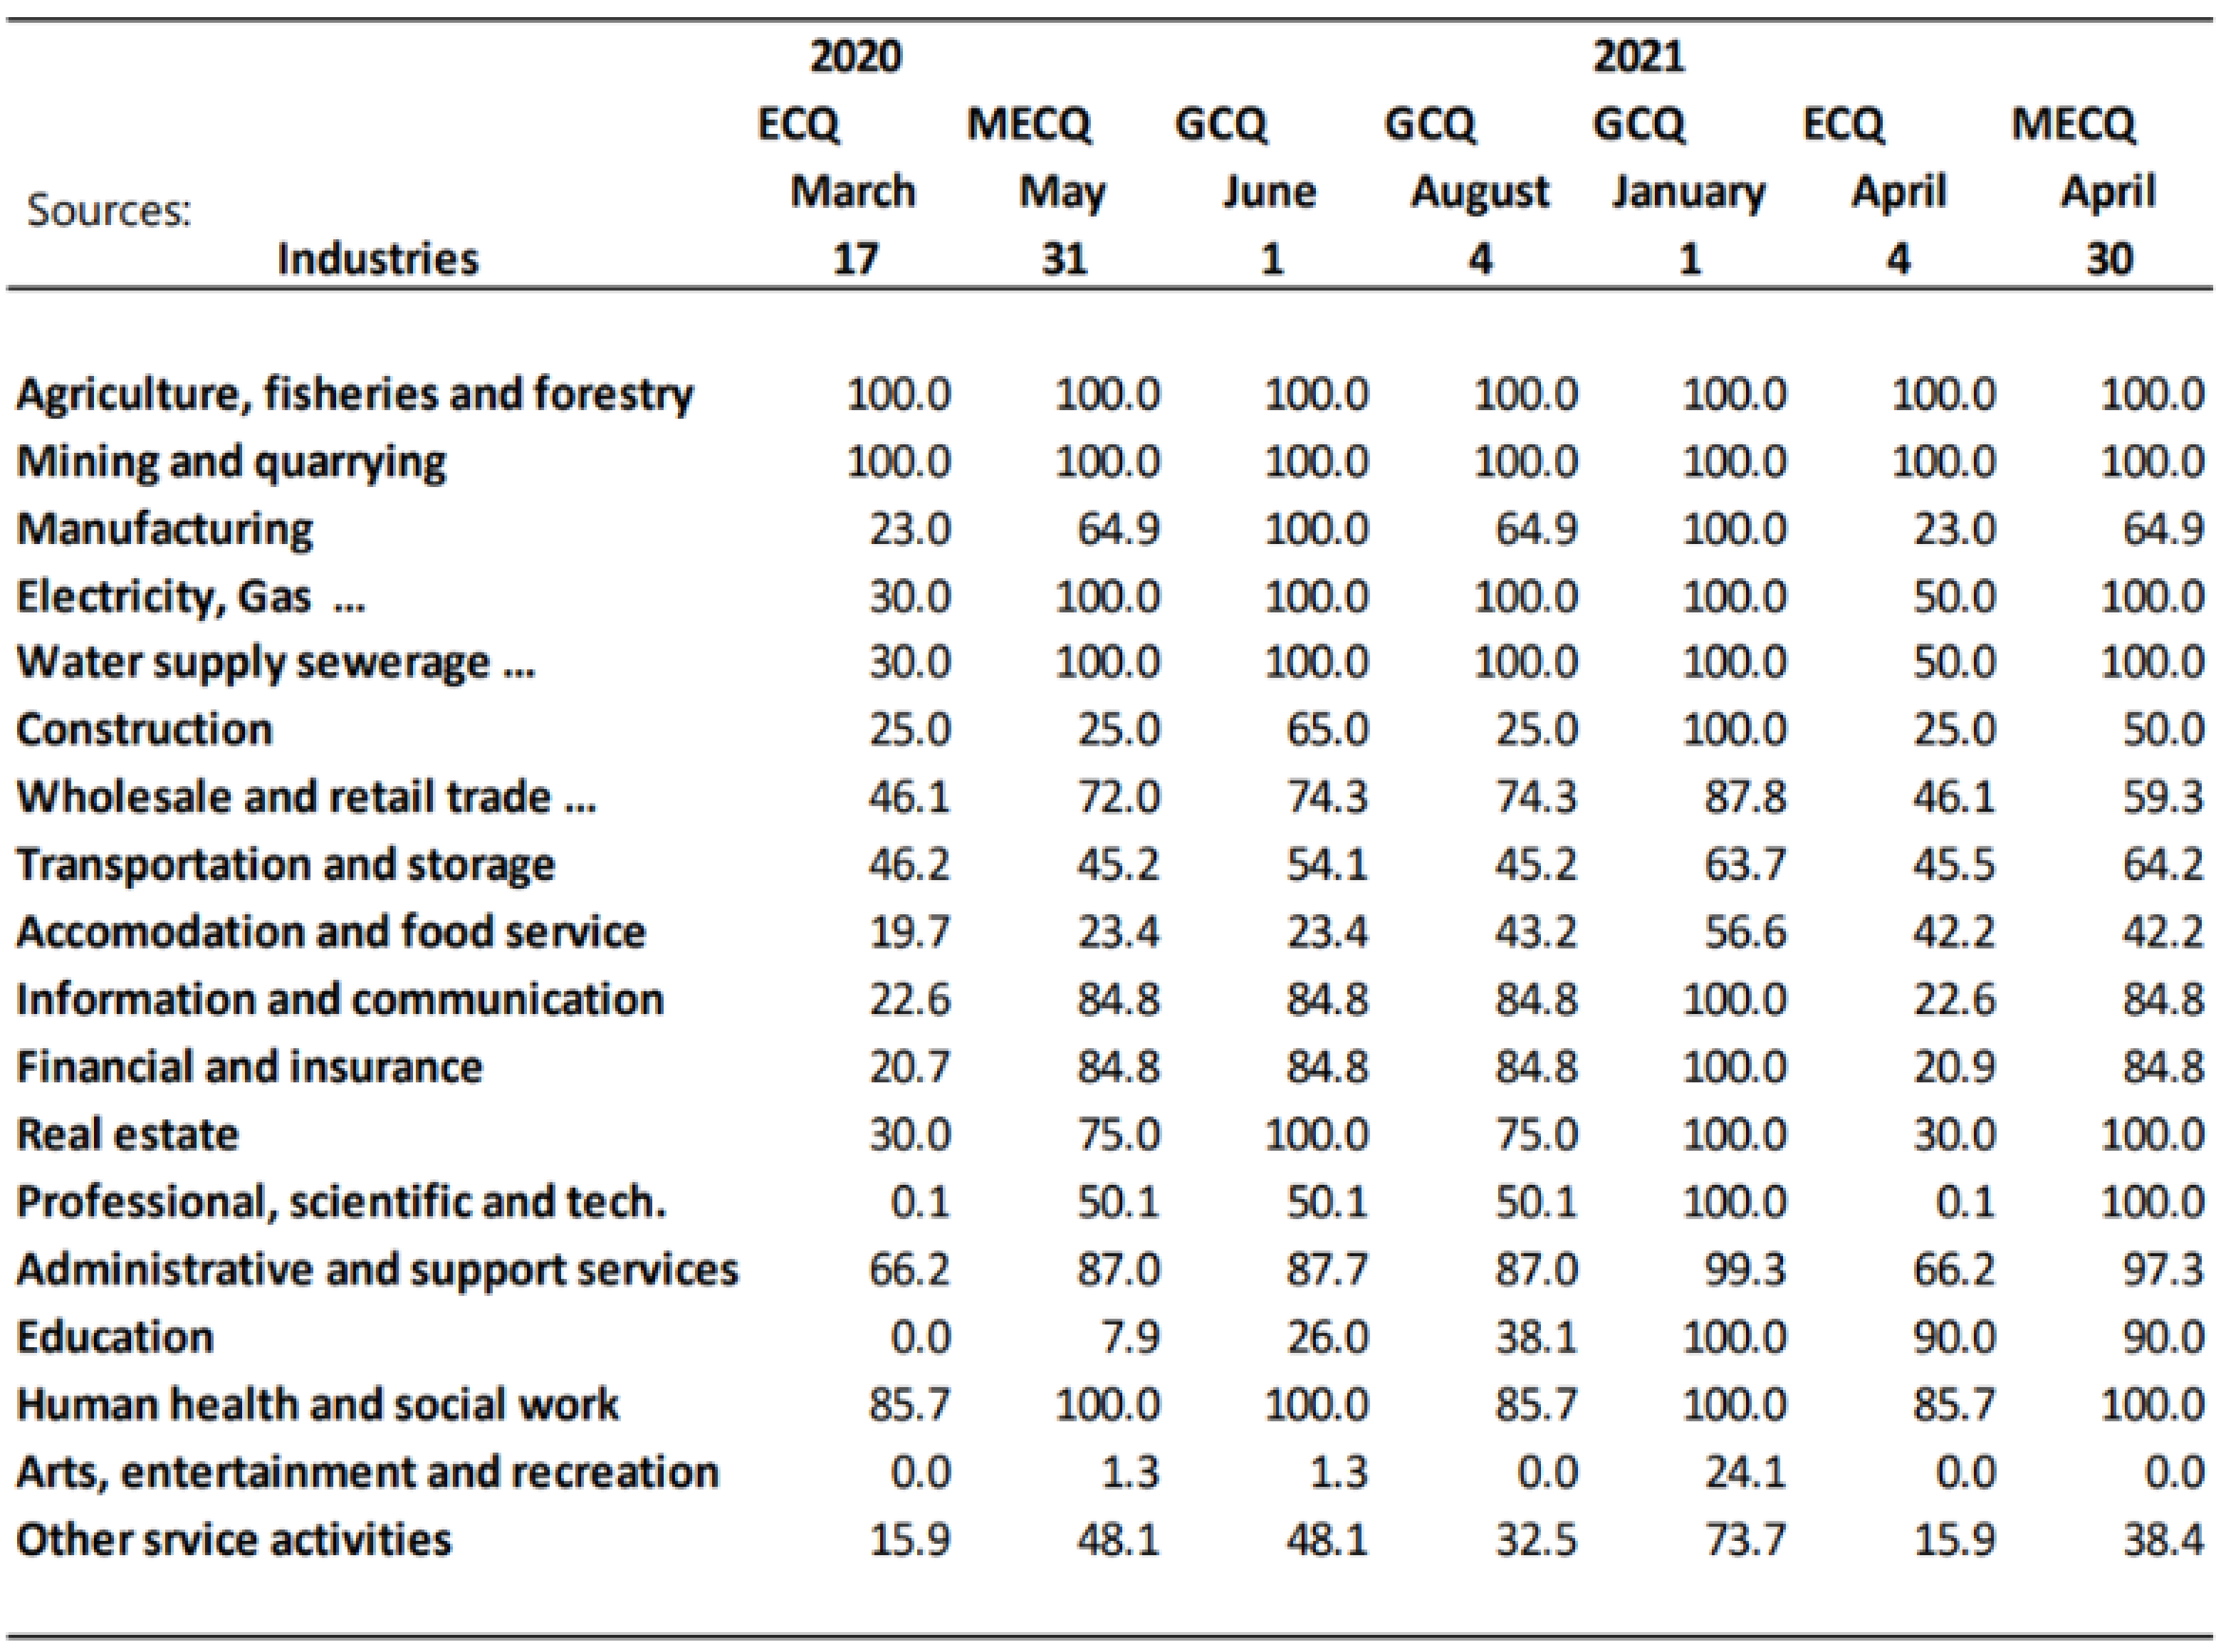 2020 2021
ECQ MECQ GCQ GCQ GCQ ECQ MECQ
March May June August January April April
Sources:
Industries 17 31 1 4 1 4 30
Agriculture, fisheries and forestry 100.0 100.0 100.0 100.0 100.0 100.0 100.0
Mining and quarrying 100.0 100.0 100.0 100.0 100.0 100.0 100.0
Manufacturing 23.0 64.9 100.0 64.9 100.0 23.0 64.9
Electricity, Gas ... 30.0 100.0 100.0 100.0 100.0 50.0 100.0
Water supply sewerage ... 30.0 100.0 100.0 100.0 100.0 50.0 100.0
Construction 25.0 25.0 65.0 25.0 100.0 25.0 50.0
Wholesale and retail trade ... 46.1 72.0 74.3 74.3 87.8 46.1 59.3
Transportation and storage 46.2 45.2 54.1 45.2 63.7 45.5 64.2
Accomodation and food service 19.7 23.4 23.4 43.2 56.6 42.2 42.2
Information and communication 22.6 84.8 84.8 84.8 100.0 22.6 84.8
Financial and insurance 20.7 84.8 84.8 84.8 100.0 20.9 84.8
Real estate 30.0 75.0 100.0 75.0 100.0 30.0 100.0
Professional, scientific and tech. 0.1 50.1 50.1 50.1 100.0 0.1 100.0
Administrative and support services 66.2 87.0 87.7 87.0 99.3 66.2 97.3
Education 0.0 7.9 26.0 38.1 100.0 90.0 90.0
Human health and social work 85.7 100.0 100.0 85.7 100.0 85.7 100.0
Arts, entertainment and recreation 0.0 1.3 1.3 0.0 24.1 0.0 0.0
Other srvice activities 15.9 48.1 48.1 32.5 73.7 15.9 38.4